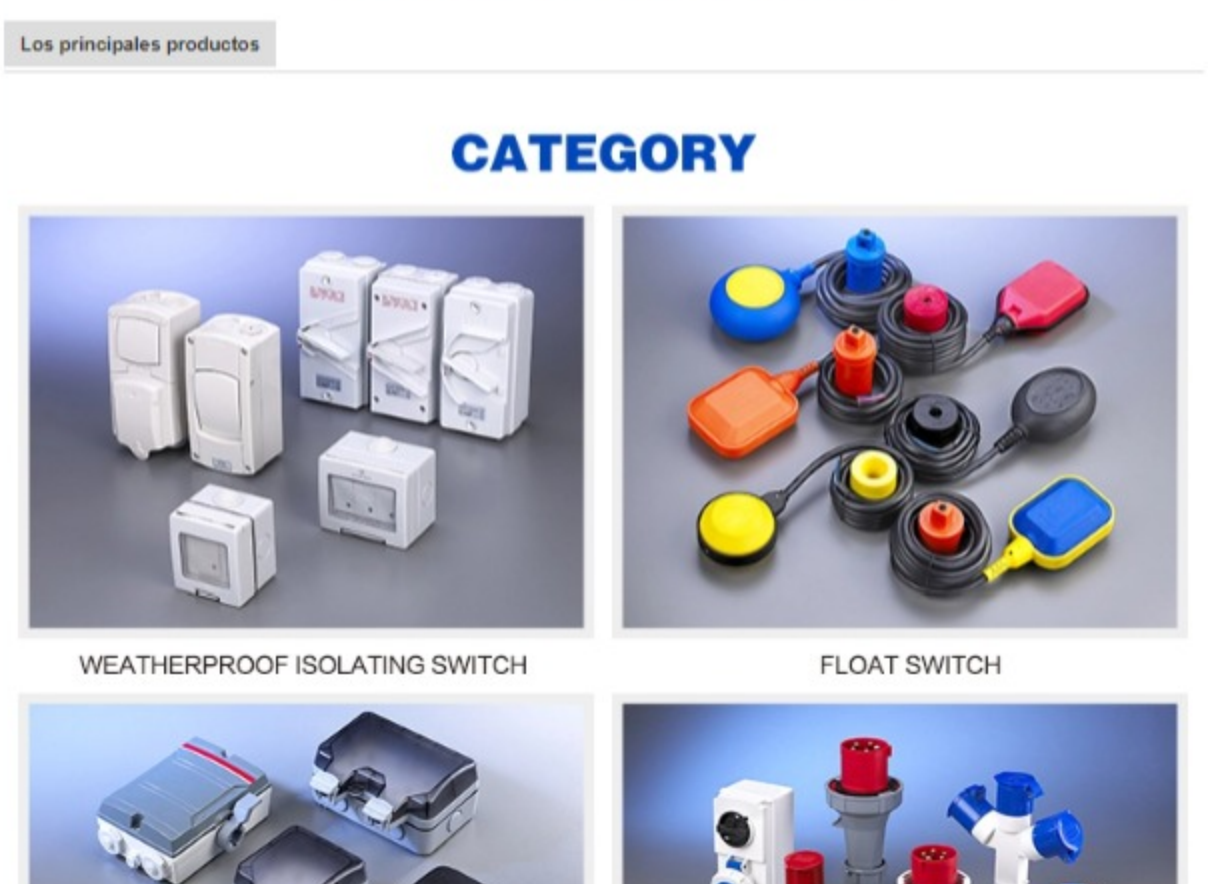 Los principales productos
CATEGORY
WEATHERPROOF ISOLATING SWITCH
FLOAT SWITCH